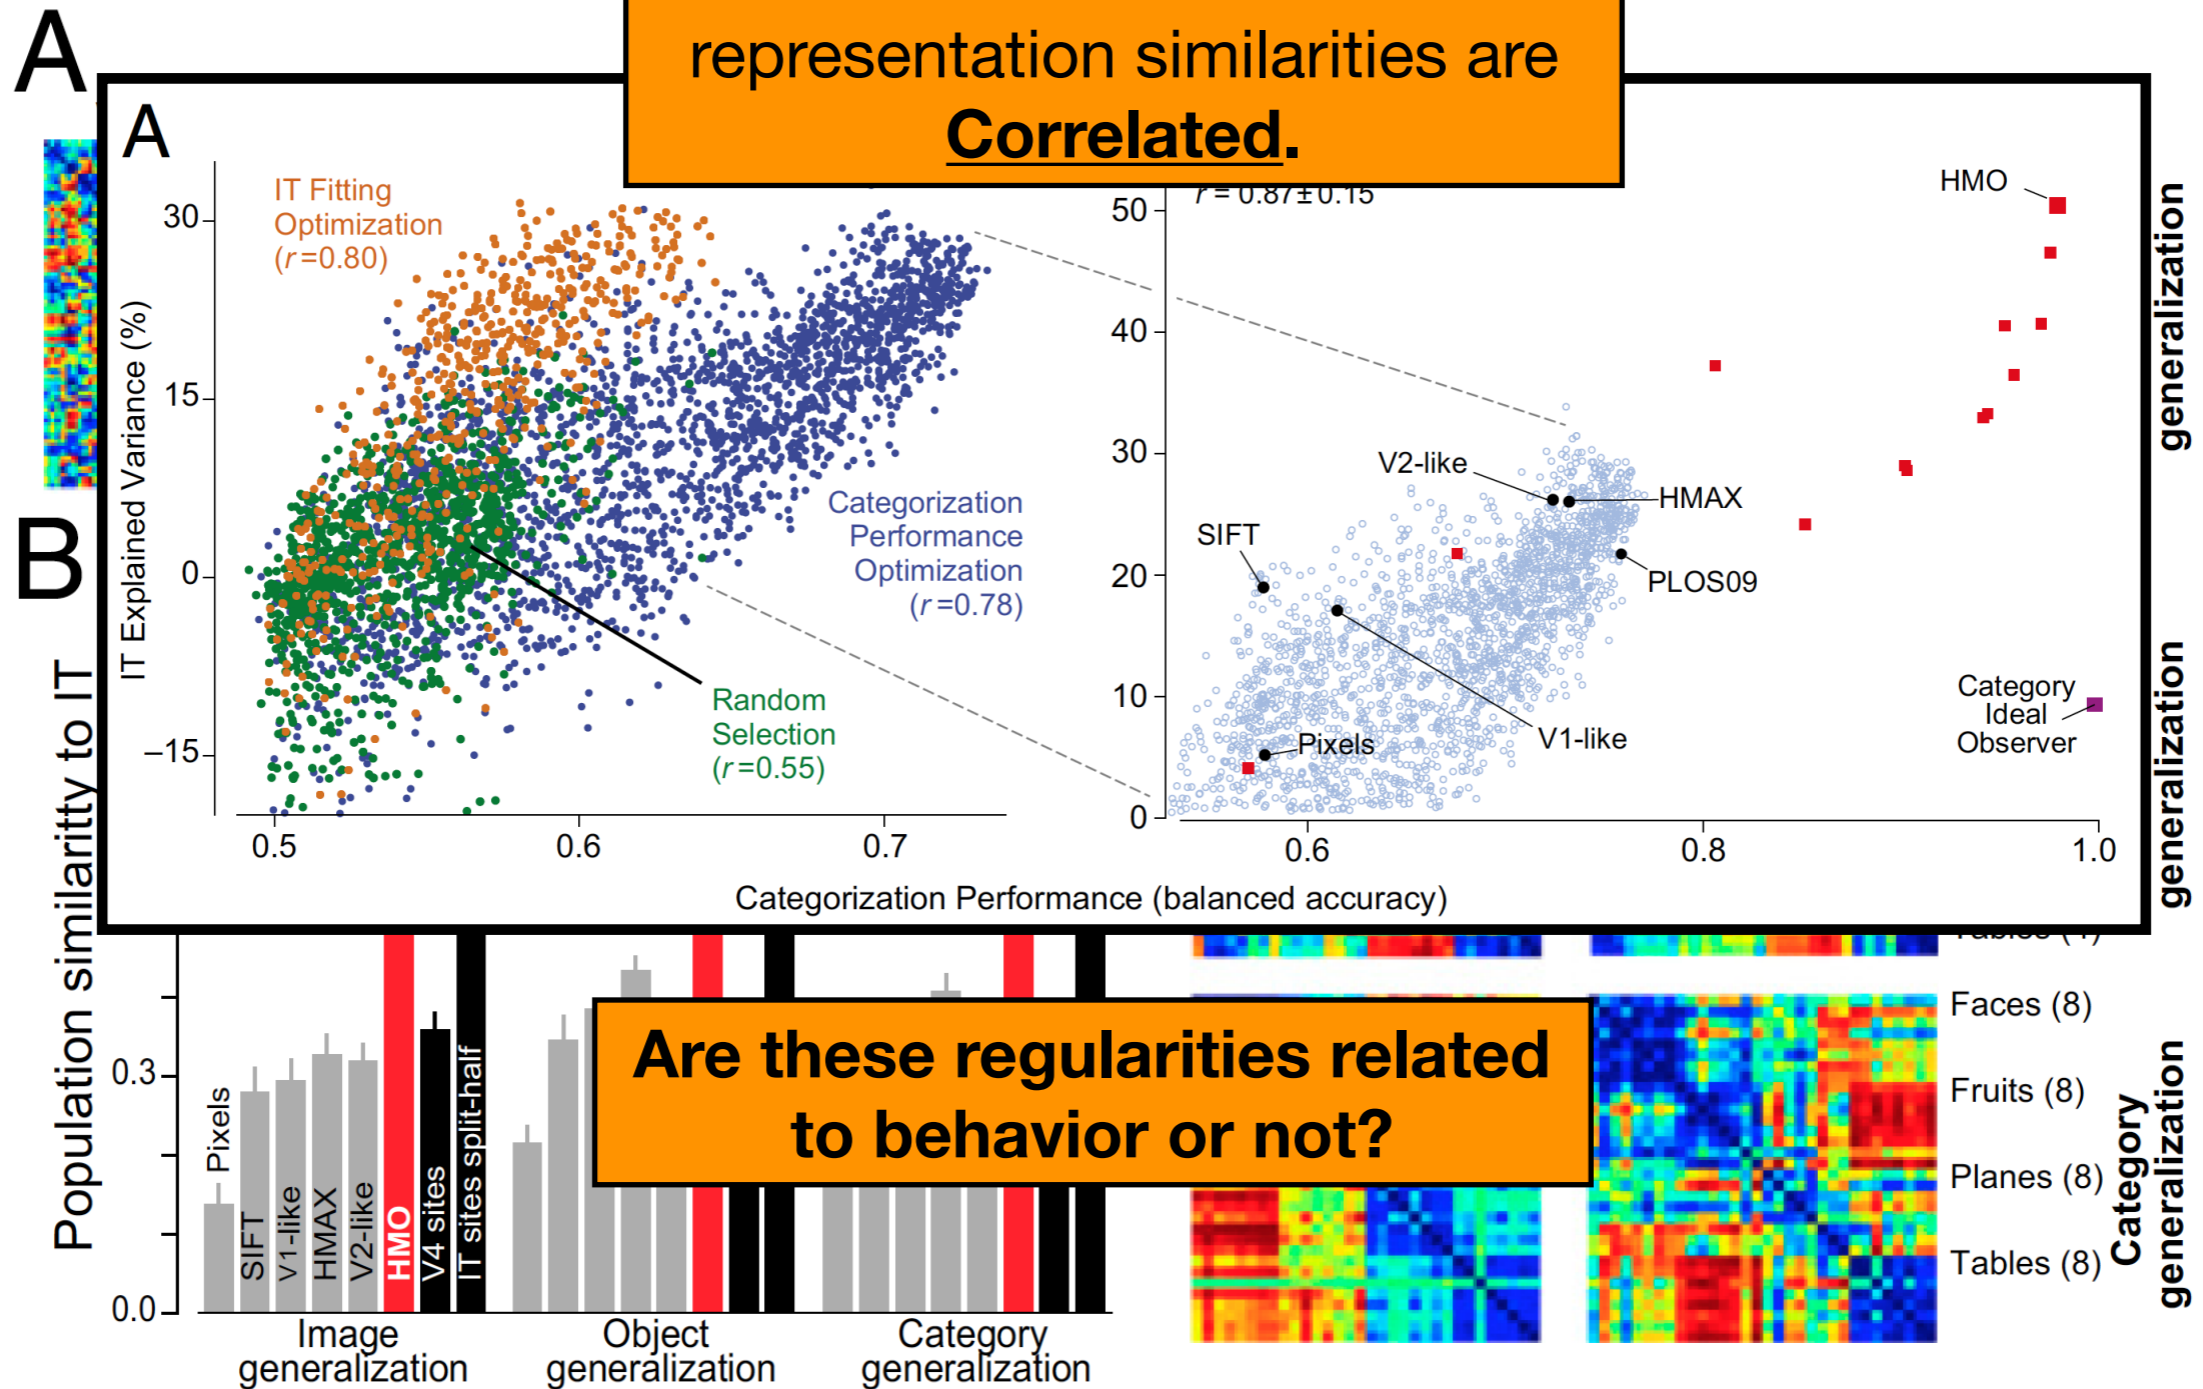 A
representation similarities are
Correlated.
A
IT Fitting
Optimization
(r=0.80)
IT Explained Variance (%)
30
15
0
–15
0.5
0.6
0.7
Categorization
Performance
Optimization
(r=0.78)
Random
Selection
(r=0.55)
r = 0.87±0.15
50
40
30
20
10
0
0.6
0.8
1.0
HMO
V2-like
HMAX
SIFT
PLOS09
V1-like
Pixels
Category
Ideal
Observer
Categorization Performance (balanced accuracy)
generalization
generalization
B
Population similarity to IT
0.3
0.0
Pixels
SIFT
V1-like
HMAX
V2-like
HMO
V4 sites
IT sites split-half
Image
generalization
Object
generalization
Category
generalization
Are these regularities related
to behavior or not?
Faces (8)
Fruits (8)
Planes (8)
Tables (8)
Category
generalization